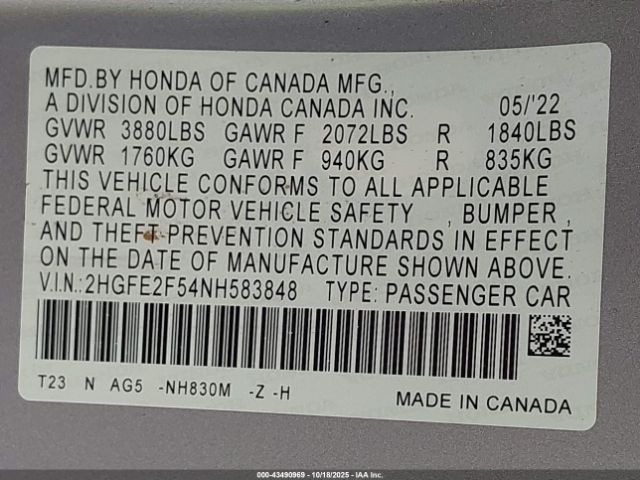 MFD.BY HONDA OF CANADA MFG.,
A DIVISION OF HONDA CANADA INC. 05/'22
GVWR 3880LBS GAWR F 2072LBS R 1840LBS
GVWR 1760KG GAWR F 940KG R 835KG
THIS VEHICLE CONFORMS TO ALL APPLICABLE
FEDERAL MOTOR VEHICLE SAFETY , BUMPER ,
AND THEFT PREVENTION STANDARDS IN EFFECT
ON THE DATE OF MANUFACTURE SHOWN ABOVE.
V.I.N.:2HGFE2F54NH583848 TYPE: PASSENGER CAR
T23 N AG5 -NH830M -Z -H
MADE IN CANADA
000-43490969 - 10/18/2025 - IAA Inc.